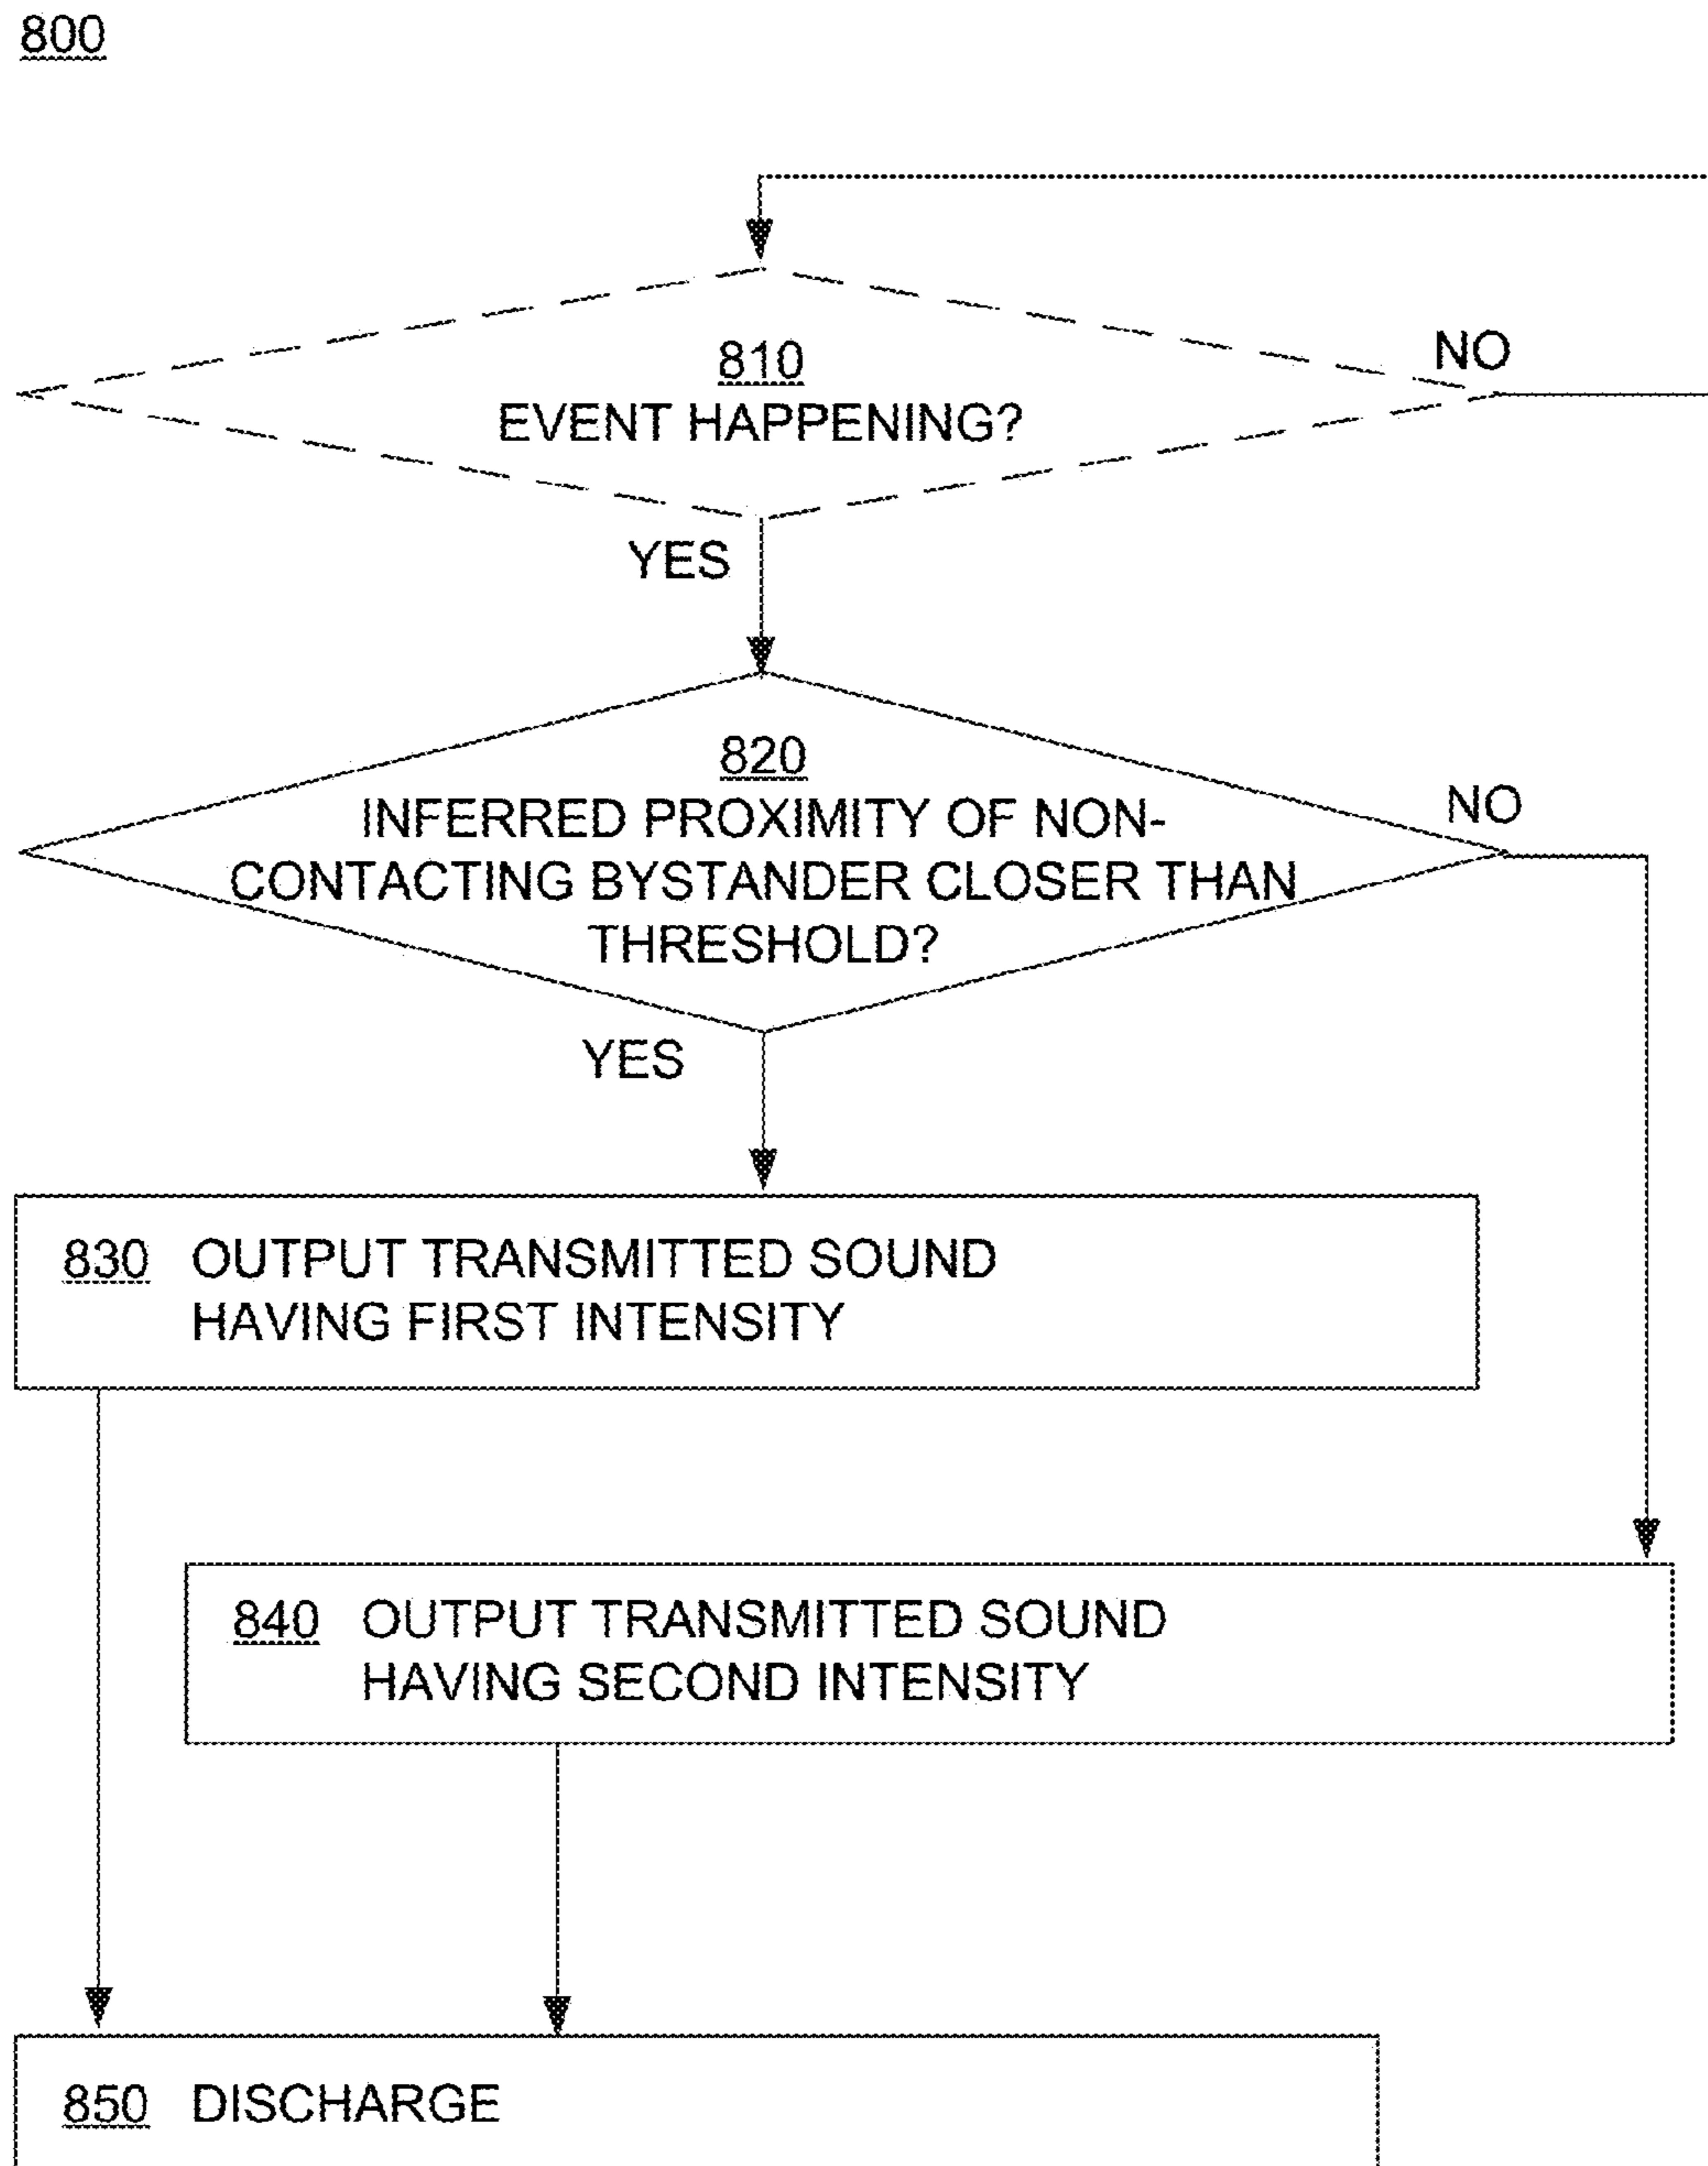 800
810
EVENT HAPPENING?
NO
YES
820
INFERRED PROXIMITY OF NON-
CONTACTING BYSTANDER CLOSER THAN
THRESHOLD?
NO
YES
830 OUTPUT TRANSMITTED SOUND
HAVING FIRST INTENSITY
840 OUTPUT TRANSMITTED SOUND
HAVING SECOND INTENSITY
850 DISCHARGE